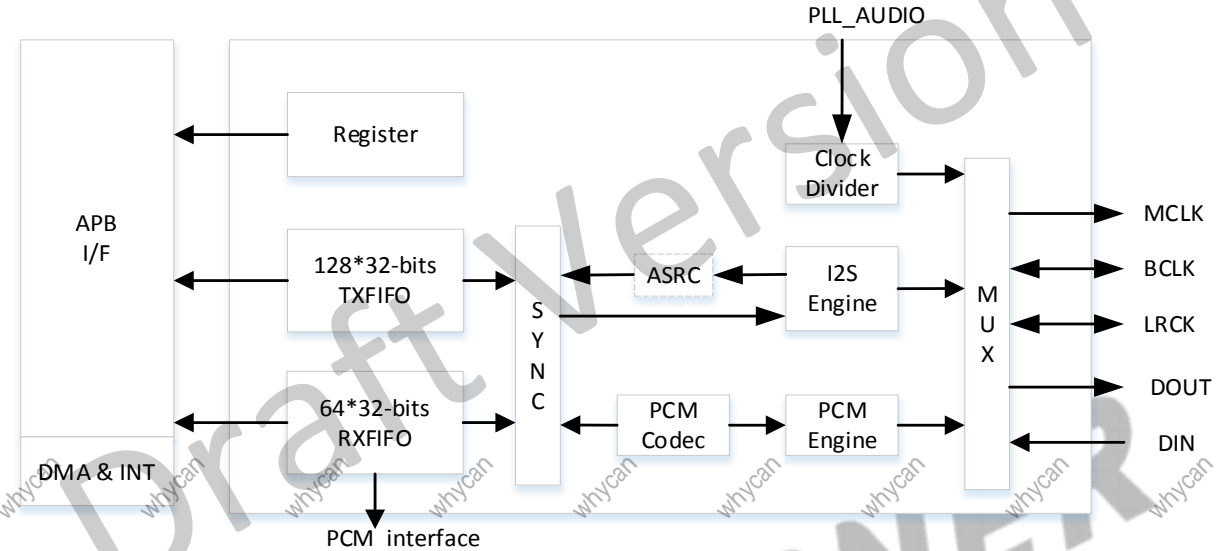 PLL_AUDIO
Register
Clock
Divider
APB
I/F
MCLK
128*32-bits
TXFIFO
ASRC
I2S
Engine
BCLK
S
Y
N
C
M
U
X
LRCK
64*32-bits
RXFIFO
PCM
Codec
PCM
Engine
DOUT
DIN
DMA & INT
PCM interface
Draft Version
whycan
whycan
whycan
whycan
whycan
whycan
whycan
whycan